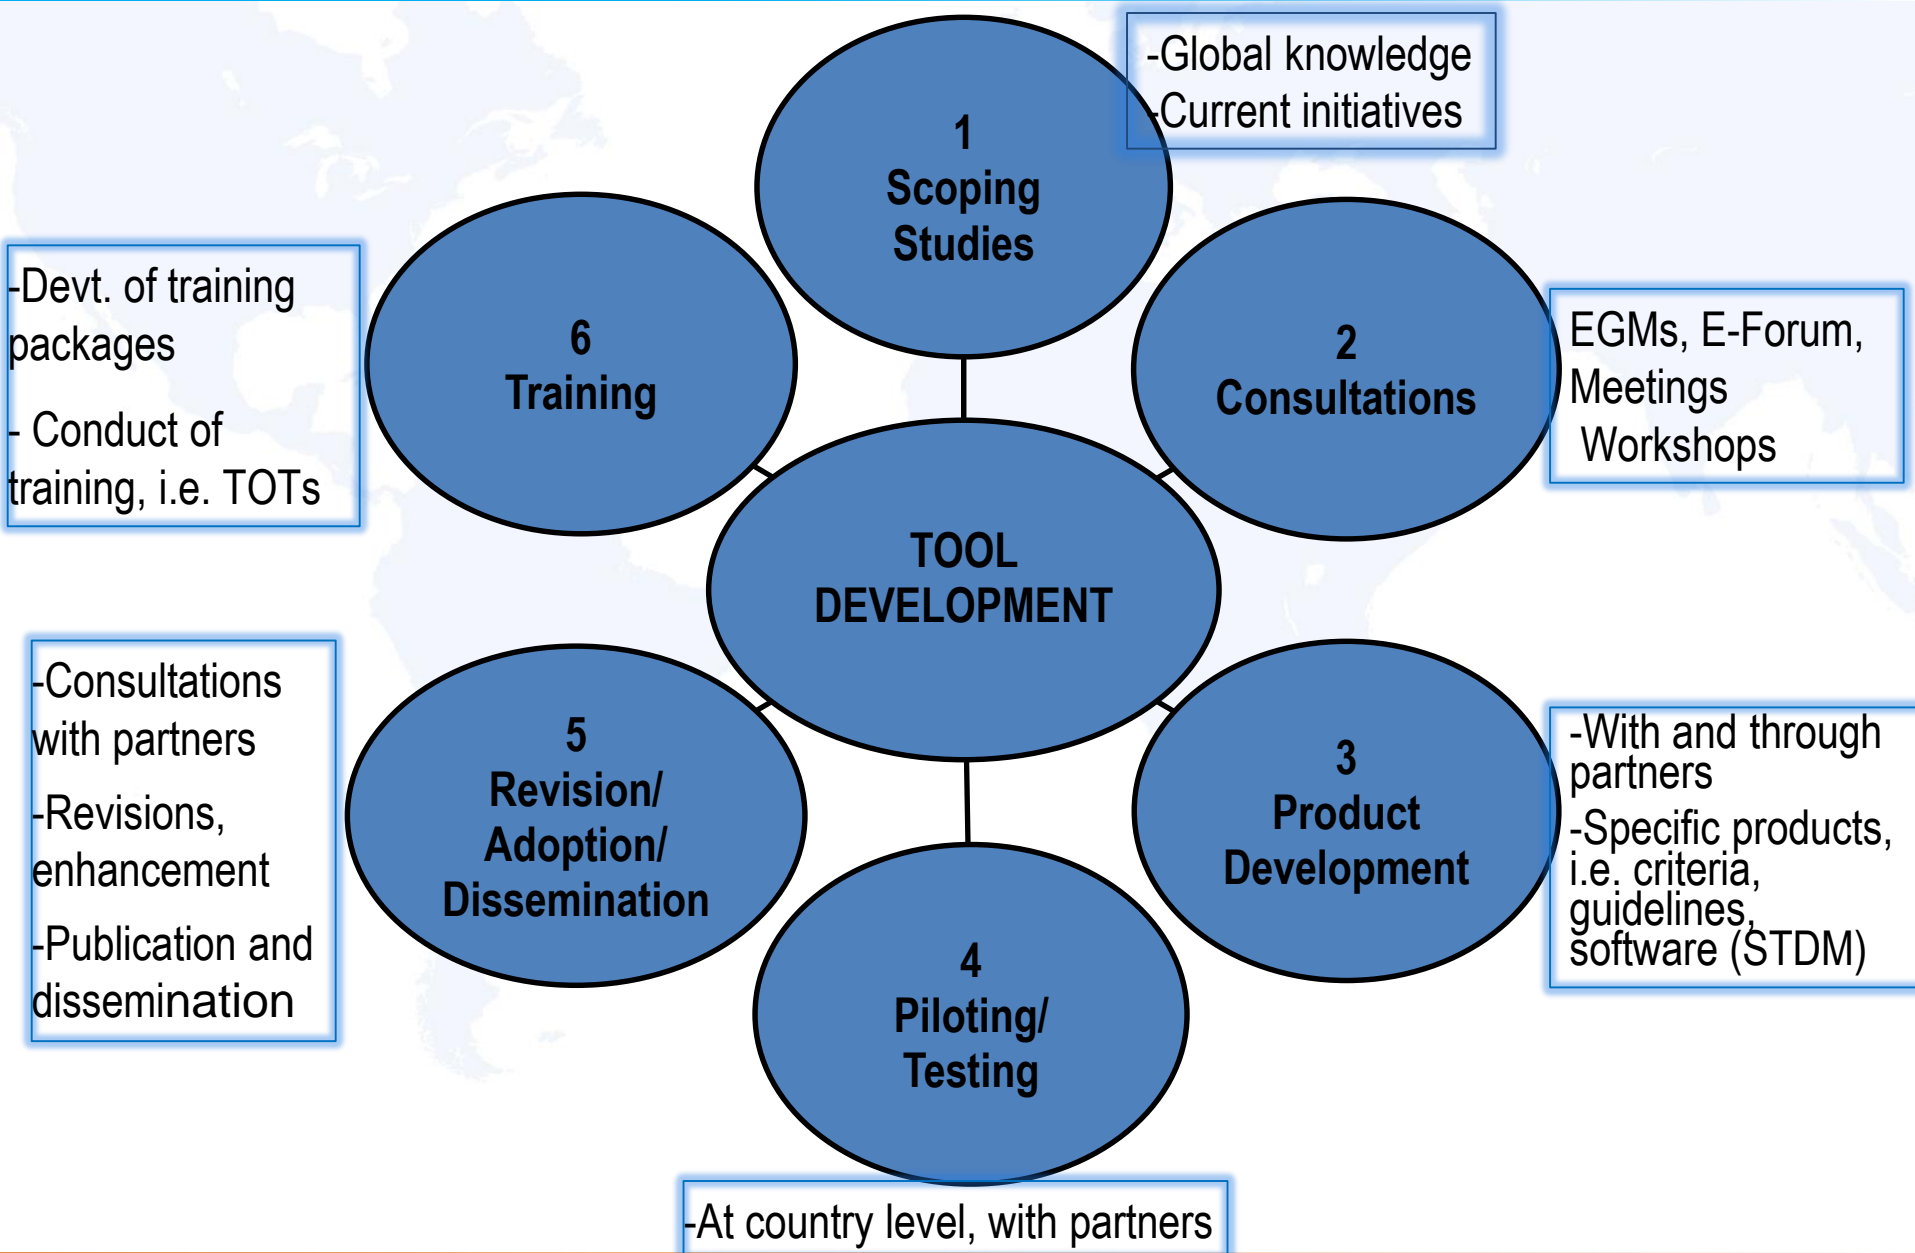 -Global knowledge
-Current initiatives
1
Scoping
Studies
2
Consultations
EGMs, E-Forum,
Meetings
Workshops
3
Product
Development
-With and through
partners
-Specific products,
i.e. criteria,
guidelines,
software (STDM)
4
Piloting/
Testing
-At country level, with partners
5
Revision/
Adoption/
Dissemination
-Consultations
with partners
-Revisions,
enhancement
-Publication and
dissemination
6
Training
-Devt. of training
packages
- Conduct of
training, i.e. TOTs
TOOL
DEVELOPMENT